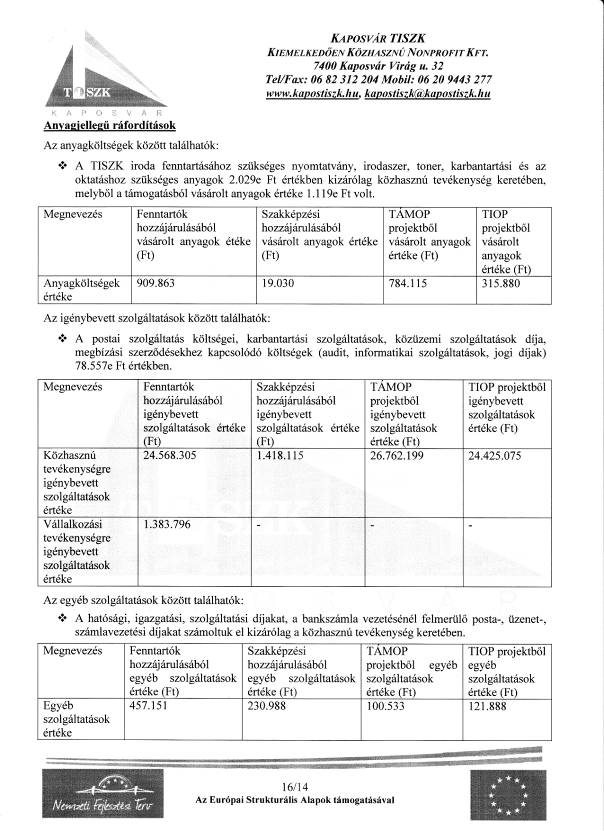 KAPOSVÁR TISZK
KIEMELKEDŐEN KÖZHASZNÚ NONPROFIT KFT.
7400 Kaposvár Virág u. 32
Tel/Fax: 06 82 312 204 Mobil: 06 20 9443 277
www.kapostiszk.hu, kapostiszk@kapostiszk.hu
TISZK
KAPOSVÁR
Anyagjellegű ráfordítások
Az anyagköltségek között találhatók:
❖ A TISZK iroda fenntartásához szükséges nyomtatvány, irodaszer, toner, karbantartási és az
oktatáshoz szükséges anyagok 2.029e Ft értékben kizárólag közhasznú tevékenység keretében,
melyből a támogatásból vásárolt anyagok értéke 1.119e Ft volt.
Megnevezés
Fenntartók
hozzájárulásából
vásárolt anyagok étéke
(Ft)
Szakképzési
hozzájárulásából
vásárolt anyagok értéke
(Ft)
TÁMOP
projektből
vásárolt anyagok
értéke (Ft)
TIOP
projektből
vásárolt
anyagok
értéke (Ft)
Anyagköltségek
értéke
909.863
19.030
784.115
315.880
Az igénybevett szolgáltatások között találhatók:
❖ A postai szolgáltatás költségei, karbantartási szolgáltatások, közüzemi szolgáltatások díja,
megbízási szerződésekhez kapcsolódó költségek (audit, informatikai szolgáltatások, jogi díjak)
78.557e Ft értékben.
Megnevezés
Fenntartók
hozzájárulásából
igénybevett
szolgáltatások értéke
(Ft)
Szakképzési
hozzájárulásából
igénybevett
szolgáltatások értéke
(Ft)
TÁMOP
projektből
igénybevett
szolgáltatások
értéke (Ft)
TIOP projektből
igénybevett
szolgáltatások
értéke (Ft)
Közhasznú
tevékenységre
igénybevett
szolgáltatások
értéke
24.568.305
1.418.115
26.762.199
24.425.075
Vállalkozási
tevékenységre
igénybevett
szolgáltatások
értéke
1.383.796
-
-
-
Az egyéb szolgáltatások között találhatók:
❖ A hatósági, igazgatási, szolgáltatási díjakat, a bankszámla vezetésénél felmerülő posta-, üzenet-,
számlavezetési díjakat számoltuk el kizárólag a közhasznú tevékenység keretében.
Megnevezés
Fenntartók
hozzájárulásából
egyéb szolgáltatások
értéke (Ft)
Szakképzési
hozzájárulásából
egyéb szolgáltatások
értéke (Ft)
TÁMOP
projektből egyéb
szolgáltatások
értéke (Ft)
TIOP projektből
egyéb
szolgáltatások
értéke (Ft)
Egyéb
szolgáltatások
értéke
457.151
230.988
100.533
121.888
Nemzeti Fejlesztési Terv
16/14
Az Európai Strukturális Alapok támogatásával